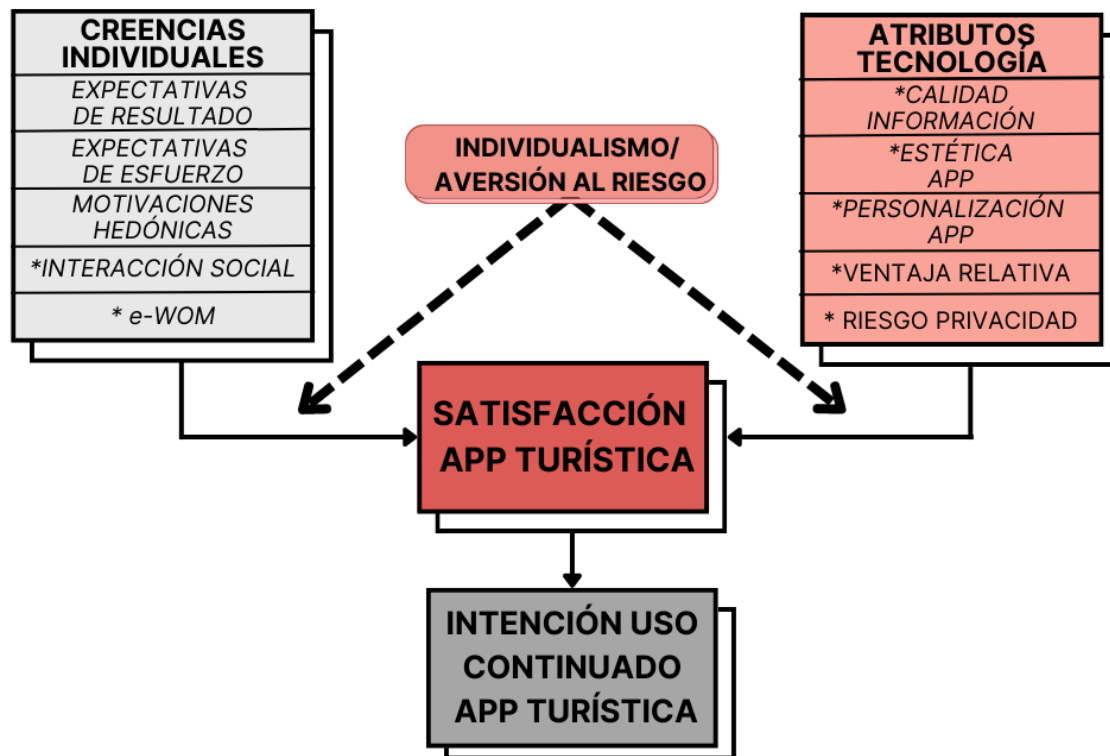 CREENCIAS
INDIVIDUALES
EXPECTATIVAS
DE RESULTADO
EXPECTATIVAS
DE ESFUERZO
MOTIVACIONES
HEDÓNICAS
*INTERACCIÓN SOCIAL
* e-WOM
INDIVIDUALISMO/
AVERSIÓN AL RIESGO
ATRIBUTOS
TECNOLOGÍA
*CALIDAD
INFORMACIÓN
*ESTÉTICA
APP
*PERSONALIZACIÓN
APP
*VENTAJA RELATIVA
* RIESGO PRIVACIDAD
SATISFACCIÓN
APP TURÍSTICA
INTENCIÓN USO
CONTINUADO
APP TURÍSTICA